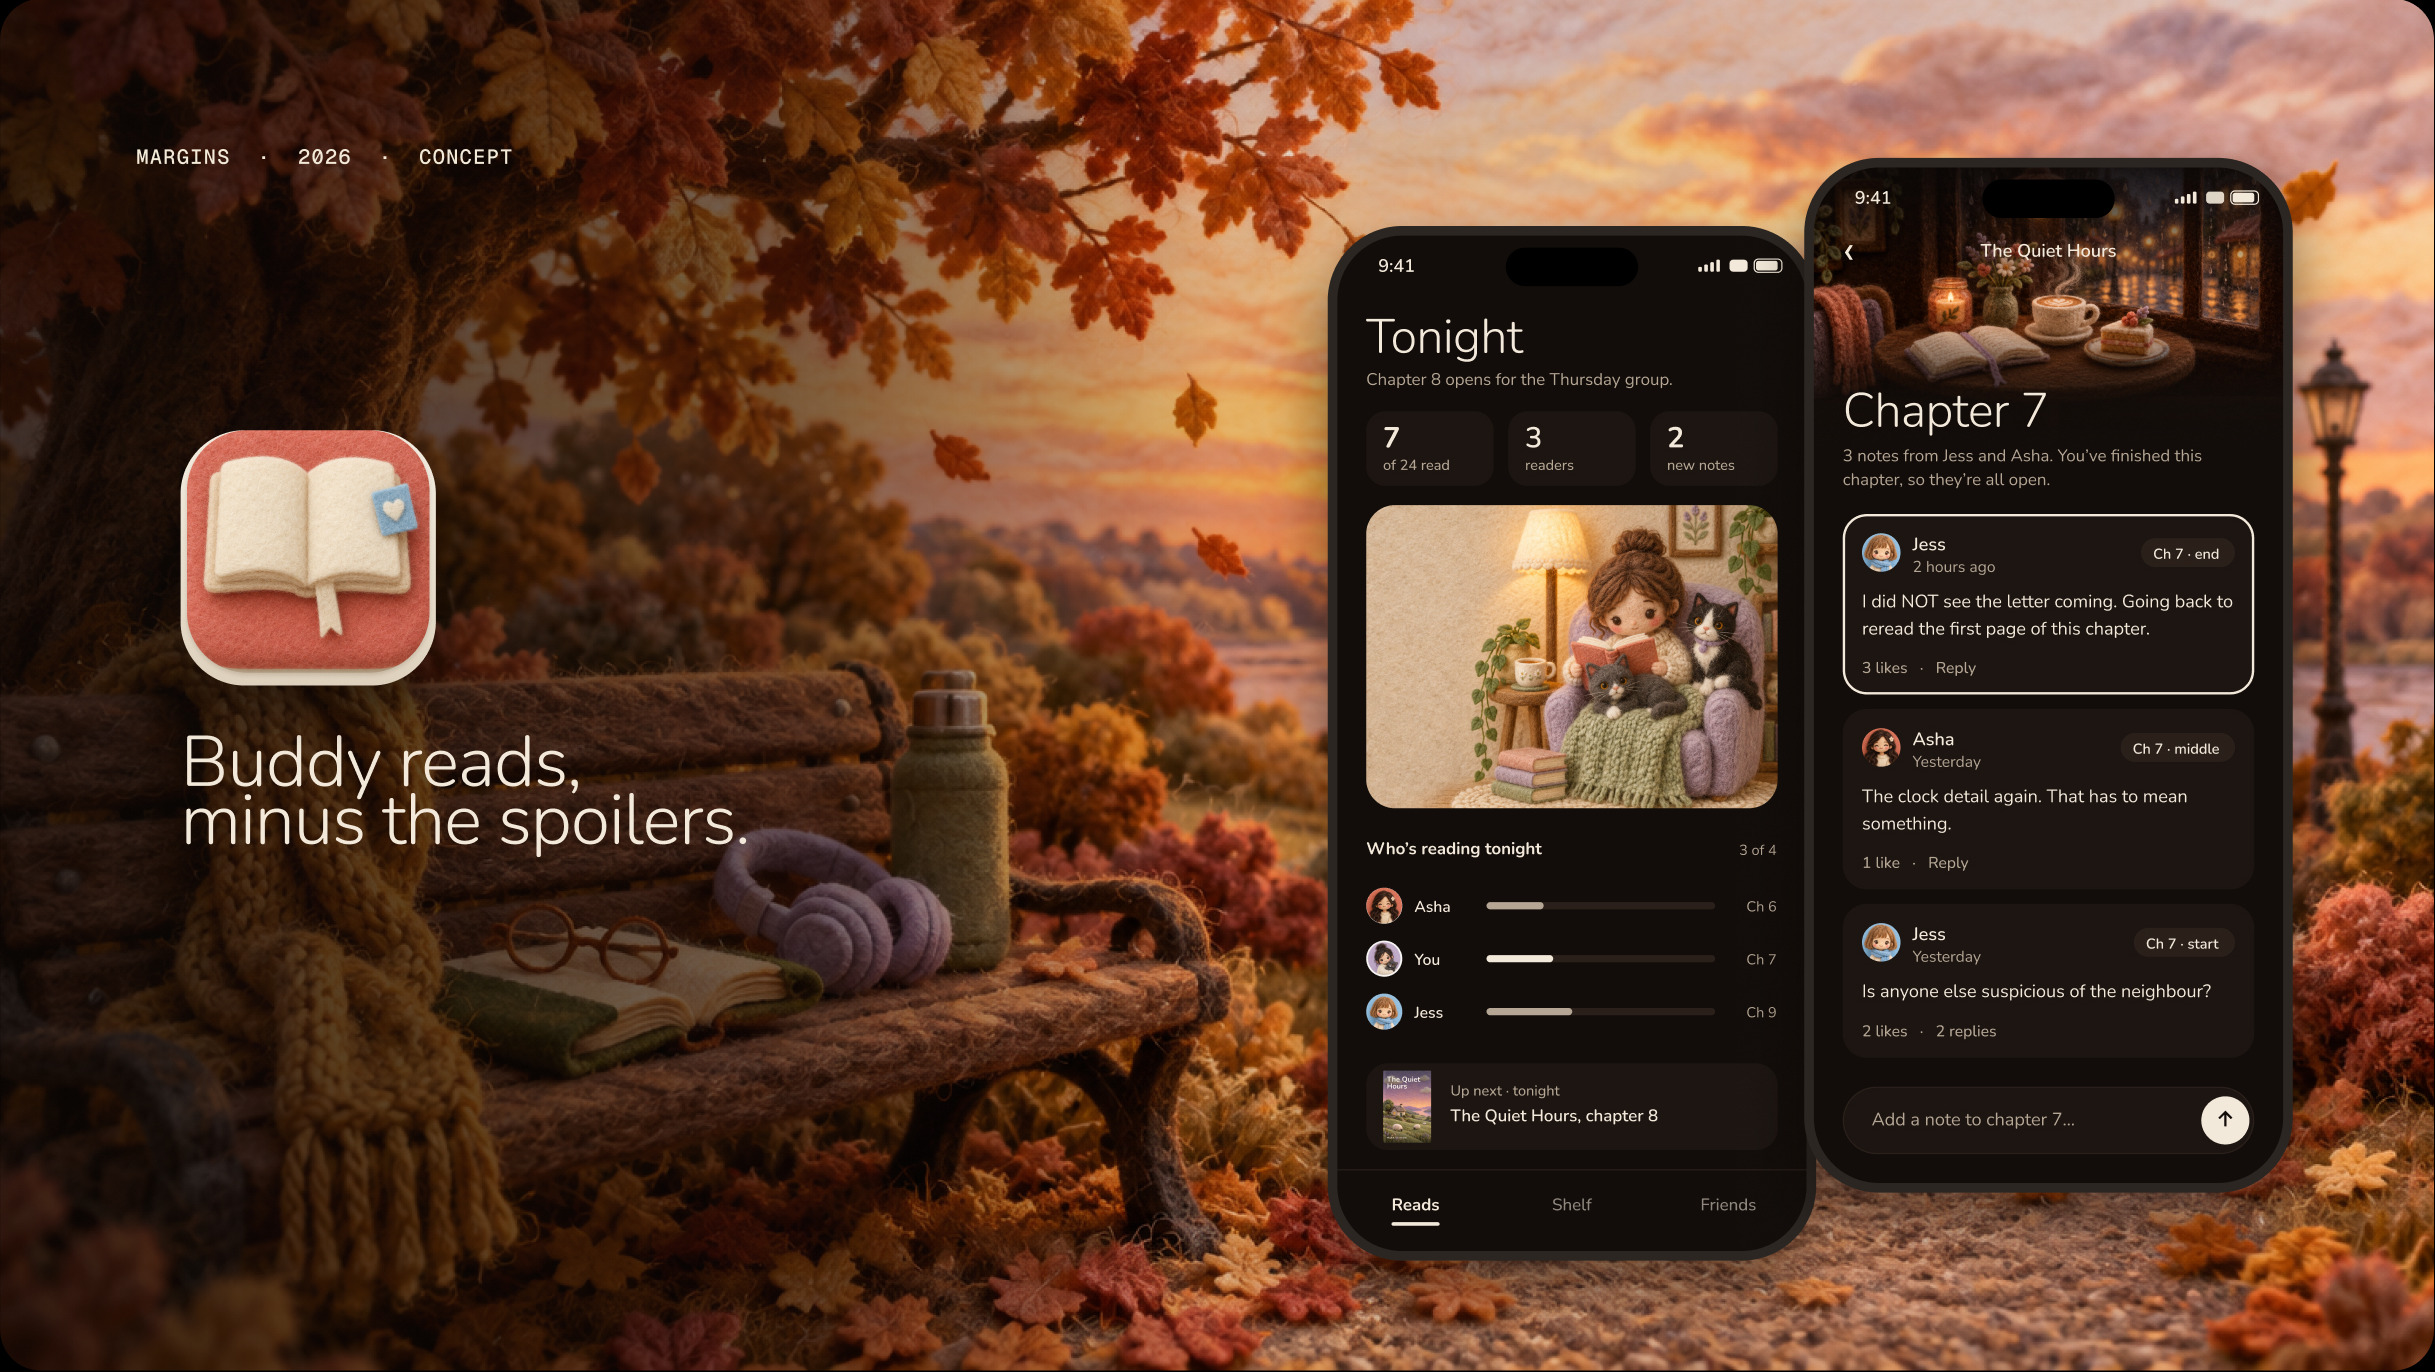 MARGINS · 2026 · CONCEPT
Buddy reads,
minus the spoilers.
9:41
Tonight
Chapter 8 opens for the Thursday group.
7
of 24 read
3
readers
2
new notes
Who's reading tonight
3 of 4
Asha
Ch 6
You
Ch 7
Jess
Ch 9
The Quiet
Hours
Up next · tonight
The Quiet Hours, chapter 8
Reads
Shelf
Friends
9:41
The Quiet Hours
Chapter 7
3 notes from Jess and Asha. You've finished this
chapter, so they're all open.
Jess
2 hours ago
Ch 7 · end
I did NOT see the letter coming. Going back to
reread the first page of this chapter.
3 likes · Reply
Asha
Yesterday
Ch 7 · middle
The clock detail again. That has to mean
something.
1 like · Reply
Jess
Yesterday
Ch 7 · start
Is anyone else suspicious of the neighbour?
2 likes · 2 replies
Add a note to chapter 7...